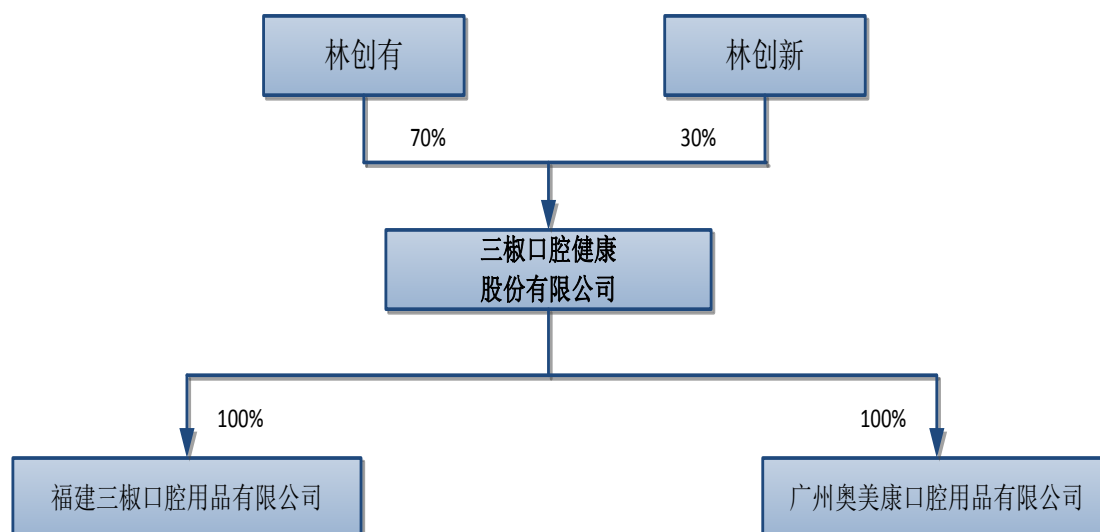 林创有
林创新
70%
30%
三椒口腔健康
股份有限公司
100%
100%
福建三椒口腔用品有限公司
广州奥美康口腔用品有限公司